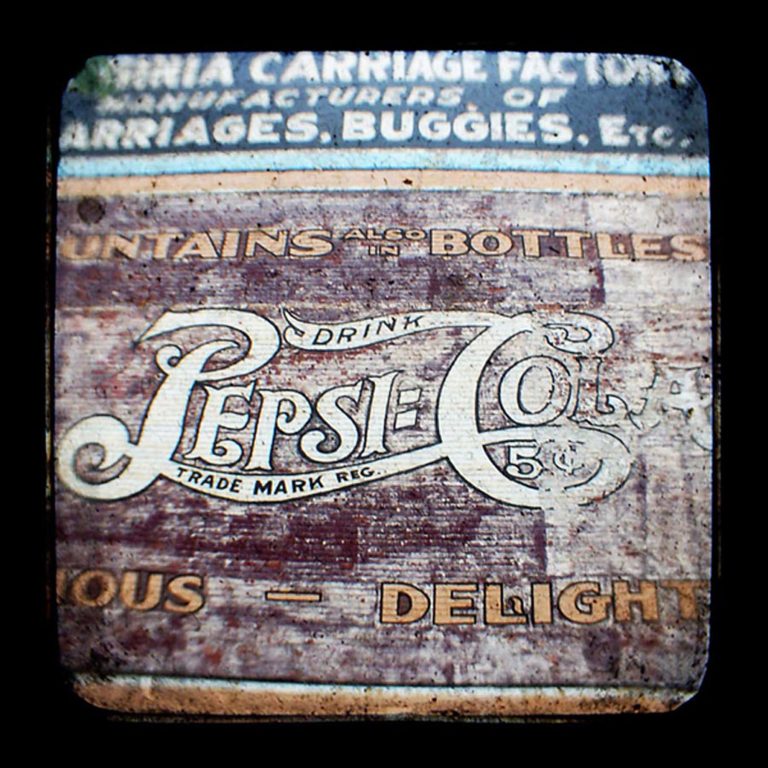 INIA CARRIAGE FACTORY
MANUFACTURERS OF
ARRIAGES, BUGGIES, ETC.
UNTAINS ALSO IN BOTTLES
DRINK
PEPSI=COLA
5¢
TRADE MARK REG.
IOUS — DELIGHT